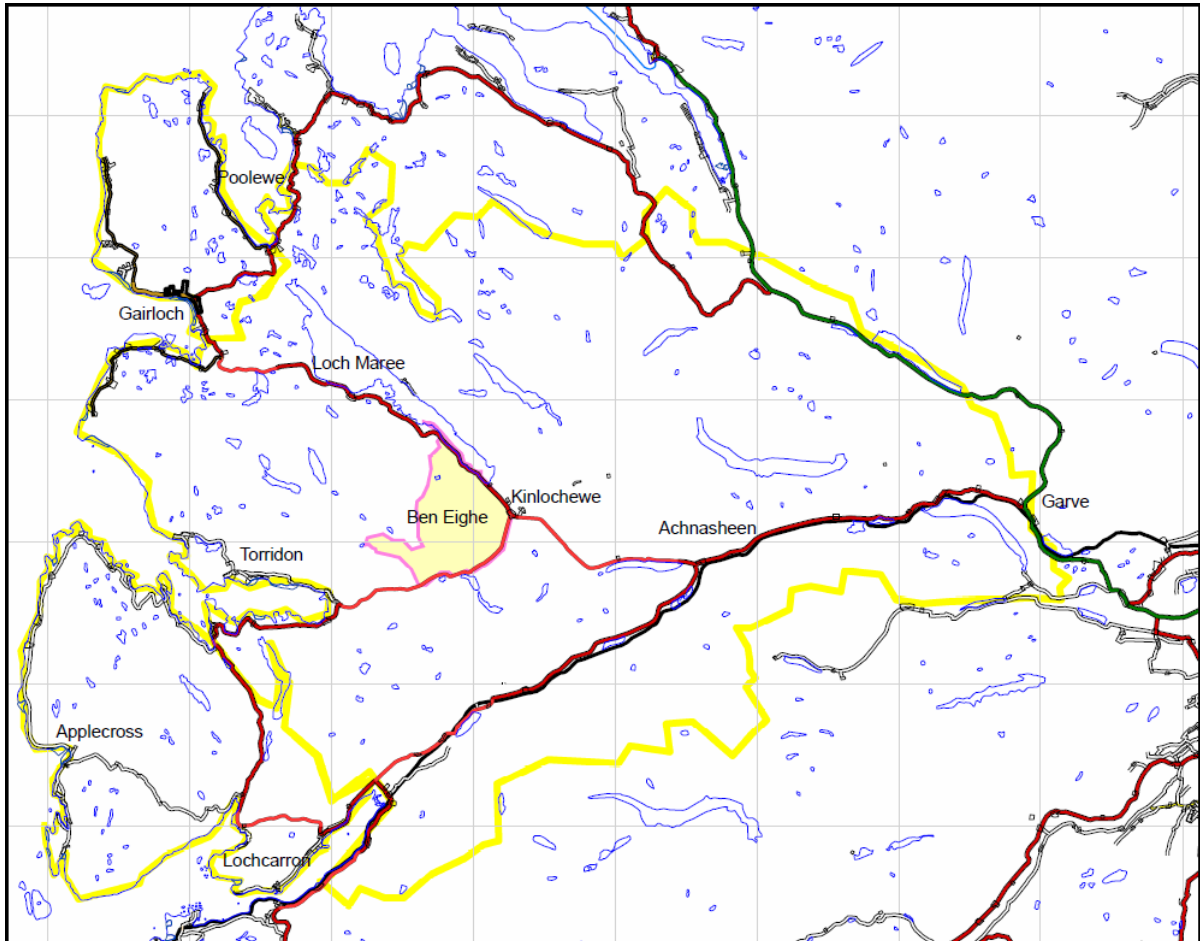 Poolewe
Gairloch
Loch Maree
Kinlochewe
Garve
Ben Eighe
Achnasheen
Torridon
Applecross
Lochcarron